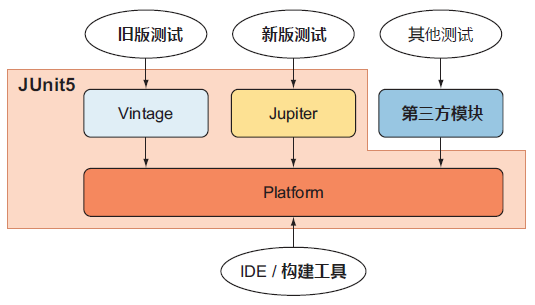 旧版测试
新版测试
其他测试
JUnit5
Vintage
Jupiter
第三方模块
Platform
IDE / 构建工具